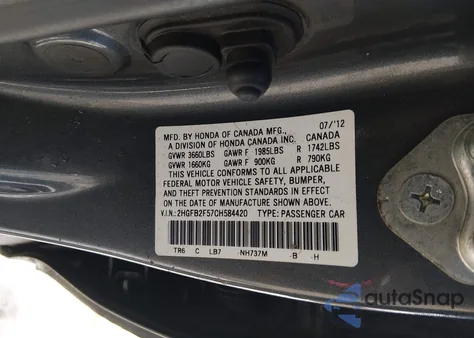 MFD. BY HONDA OF CANADA MFG., 07/'12
A DIVISION OF HONDA CANADA INC. CANADA
GVWR 3660LBS GAWR F 1985LBS R 1742LBS
GVWR 1660KG GAWR F 900KG R 790KG
THIS VEHICLE CONFORMS TO ALL APPLICABLE
FEDERAL MOTOR VEHICLE SAFETY, BUMPER,
AND THEFT PREVENTION STANDARDS IN EFFECT
ON THE DATE OF MANUFACTURE SHOWN ABOVE.
V.I.N.:2HGFB2F57CH584420 TYPE: PASSENGER CAR
TR6 C LB7 NH737M -B -H
autaSnap